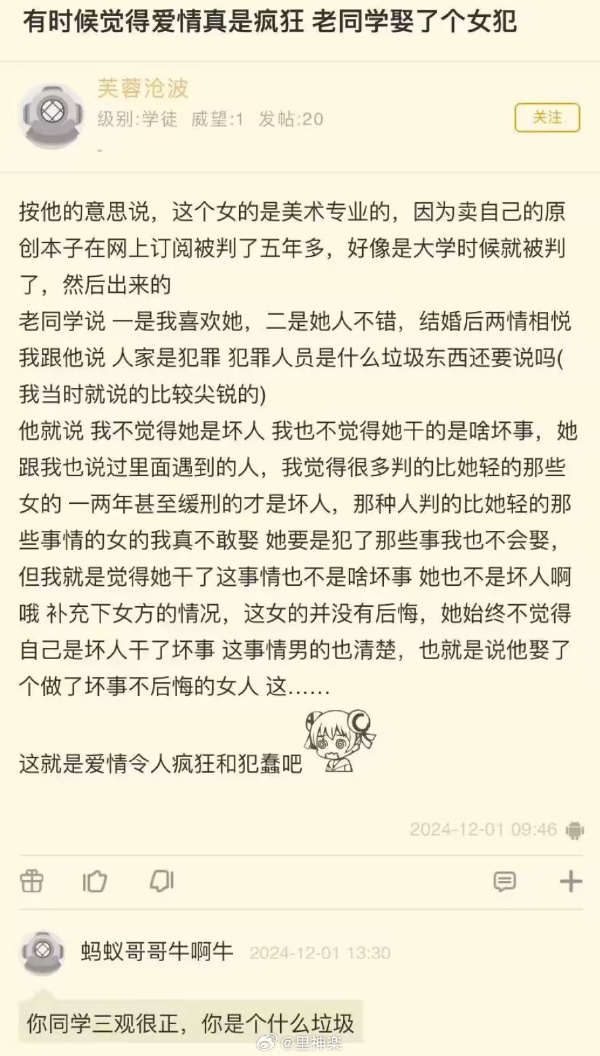 有时候觉得爱情真是疯狂 老同学娶了个女犯
芙蓉沧波
级别:学徒 威望:1 发帖:20
关注
-
按他的意思说，这个女的是美术专业的，因为卖自己的原
创本子在网上订阅被判了五年多，好像是大学时候就被判
了，然后出来的
老同学说 一是我喜欢她，二是她人不错，结婚后两情相悦
我跟他说 人家是犯罪 犯罪人员是什么垃圾东西还要说吗(
我当时就说的比较尖锐的)
他就说 我不觉得她是坏人 我也不觉得她干的是啥坏事，她
跟我也说过里面遇到的人，我觉得很多判的比她轻的那些
女的 一两年甚至缓刑的才是坏人，那种人判的比她轻的那
些事情的女的我真不敢娶 她要是犯了那些事我也不会娶，
但我就是觉得她干了这事情也不是啥坏事 她也不是坏人啊
哦 补充下女方的情况，这女的并没有后悔，她始终不觉得
自己是坏人干了坏事 这事情男的也清楚，也就是说他娶了
个做了坏事不后悔的女人 这……
这就是爱情令人疯狂和犯蠢吧
2024-12-01 09:46
蚂蚁哥哥牛啊牛 2024-12-01 13:30
你同学三观很正，你是个什么垃圾
@里神楽